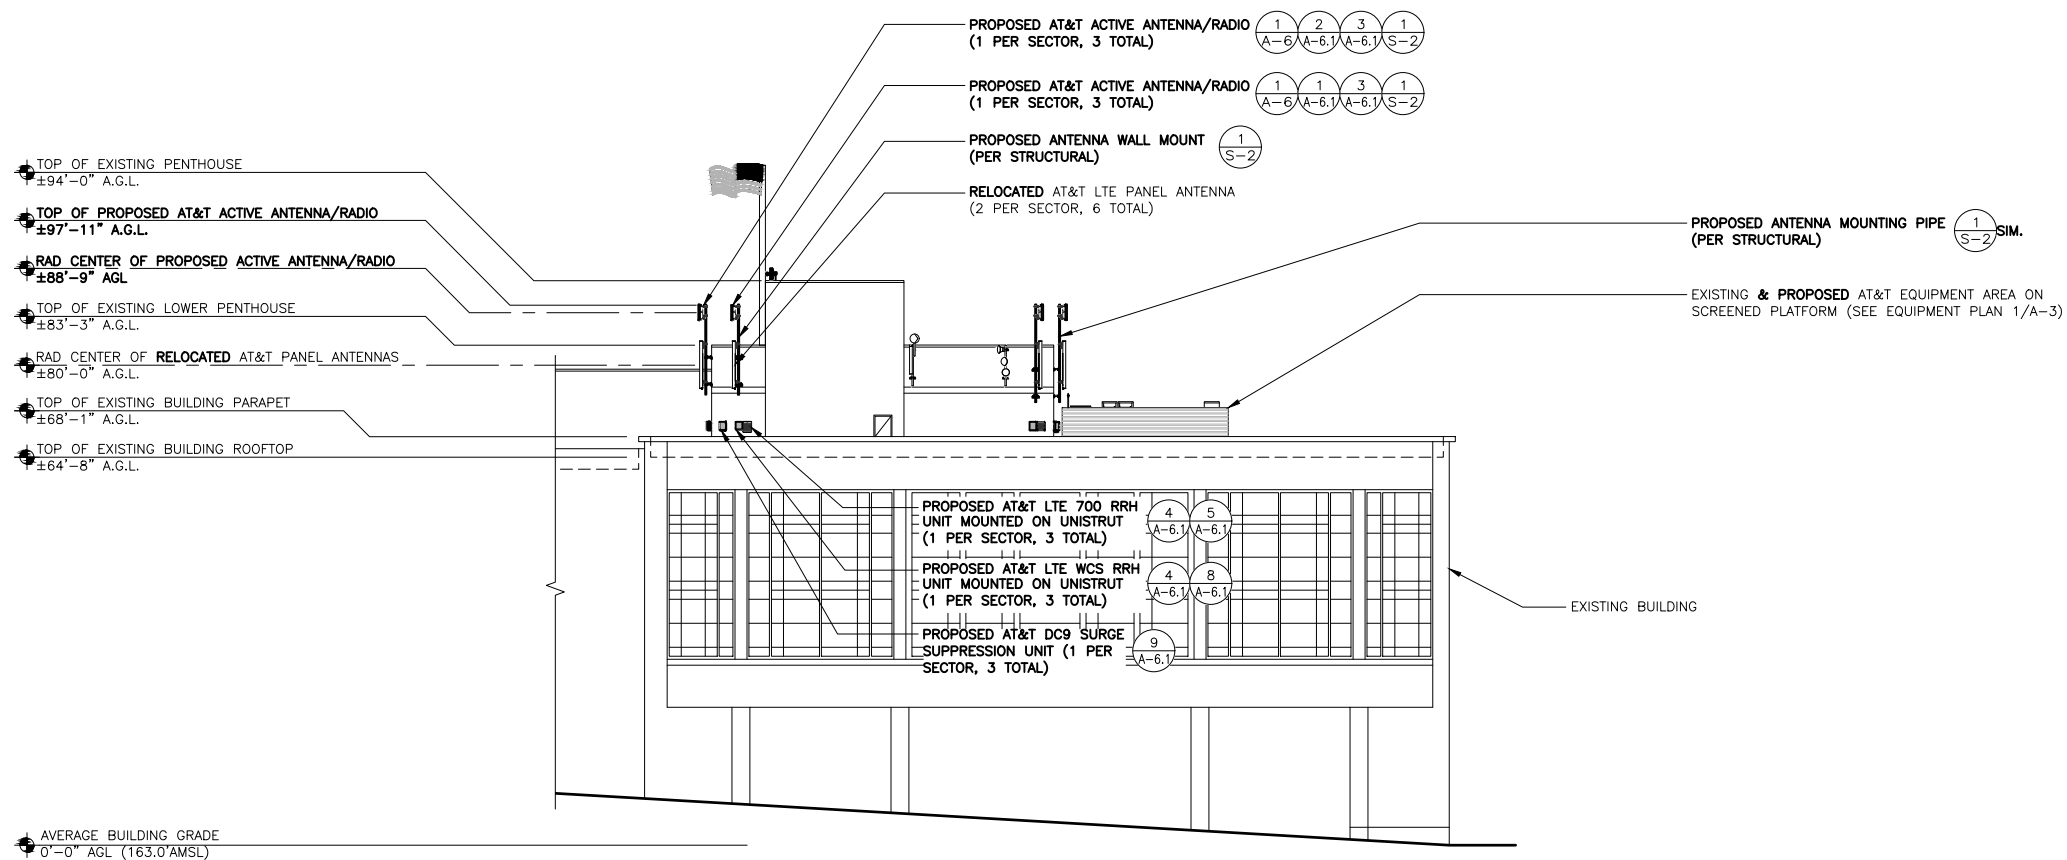 PROPOSED AT&T ACTIVE ANTENNA/RADIO
(1 PER SECTOR, 3 TOTAL)
1 2 3 1
A-6 A-6.1 A-6.1 S-2
PROPOSED AT&T ACTIVE ANTENNA/RADIO
(1 PER SECTOR, 3 TOTAL)
1 1 3 1
A-6 A-6.1 A-6.1 S-2
PROPOSED ANTENNA WALL MOUNT
(PER STRUCTURAL)
1
S-2
RELOCATED AT&T LTE PANEL ANTENNA
(2 PER SECTOR, 6 TOTAL)
PROPOSED ANTENNA MOUNTING PIPE
(PER STRUCTURAL)
1
S-2
SIM.
EXISTING & PROPOSED AT&T EQUIPMENT AREA ON
SCREENED PLATFORM (SEE EQUIPMENT PLAN 1/A-3)
TOP OF EXISTING PENTHOUSE
±94'-0" A.G.L.
TOP OF PROPOSED AT&T ACTIVE ANTENNA/RADIO
±97'-11" A.G.L.
RAD CENTER OF PROPOSED ACTIVE ANTENNA/RADIO
±88'-9" AGL
TOP OF EXISTING LOWER PENTHOUSE
±83'-3" A.G.L.
RAD CENTER OF RELOCATED AT&T PANEL ANTENNAS
±80'-0" A.G.L.
TOP OF EXISTING BUILDING PARAPET
±68'-1" A.G.L.
TOP OF EXISTING BUILDING ROOFTOP
±64'-8" A.G.L.
PROPOSED AT&T LTE 700 RRH
UNIT MOUNTED ON UNISTRUT
(1 PER SECTOR, 3 TOTAL)
4 5
A-6.1 A-6.1
PROPOSED AT&T LTE WCS RRH
UNIT MOUNTED ON UNISTRUT
(1 PER SECTOR, 3 TOTAL)
4 8
A-6.1 A-6.1
PROPOSED AT&T DC9 SURGE
SUPPRESSION UNIT (1 PER
SECTOR, 3 TOTAL)
9
A-6.1
EXISTING BUILDING
AVERAGE BUILDING GRADE
0'-0" AGL (163.0'AMSL)